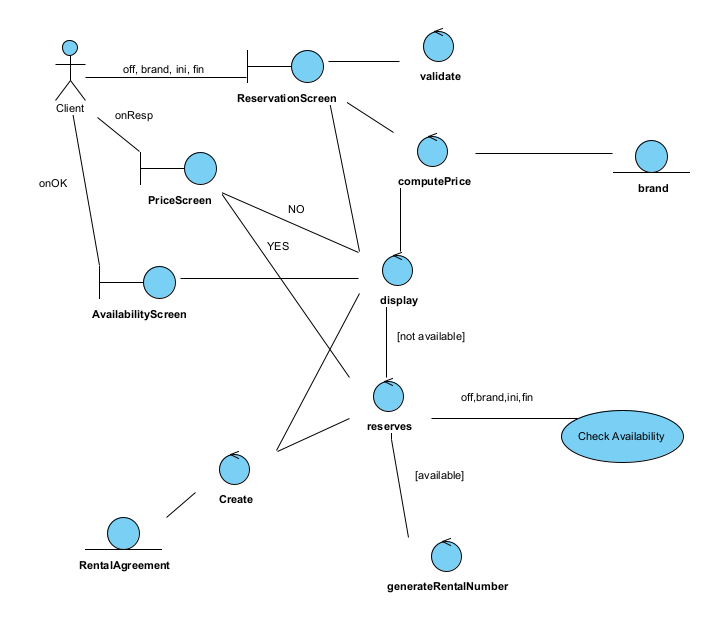 off, brand, ini, fin
validate
ReservationScreen
Client
onResp
computePrice
brand
onOK
PriceScreen
NO
YES
display
AvailabilityScreen
[not available]
off,brand,ini,fin
reserves
Check Availability
[available]
Create
RentalAgreement
generateRentalNumber